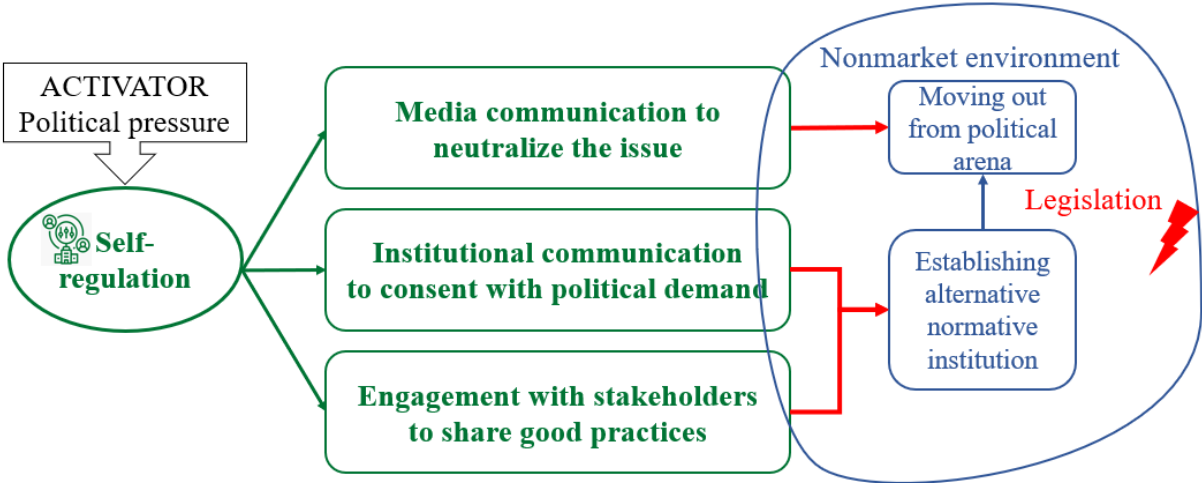 ACTIVATOR
Political pressure
Self-
regulation
Media communication to
neutralize the issue
Institutional communication
to consent with political demand
Engagement with stakeholders
to share good practices
Nonmarket environment
Moving out
from political
arena
Legislation
Establishing
alternative
normative
institution